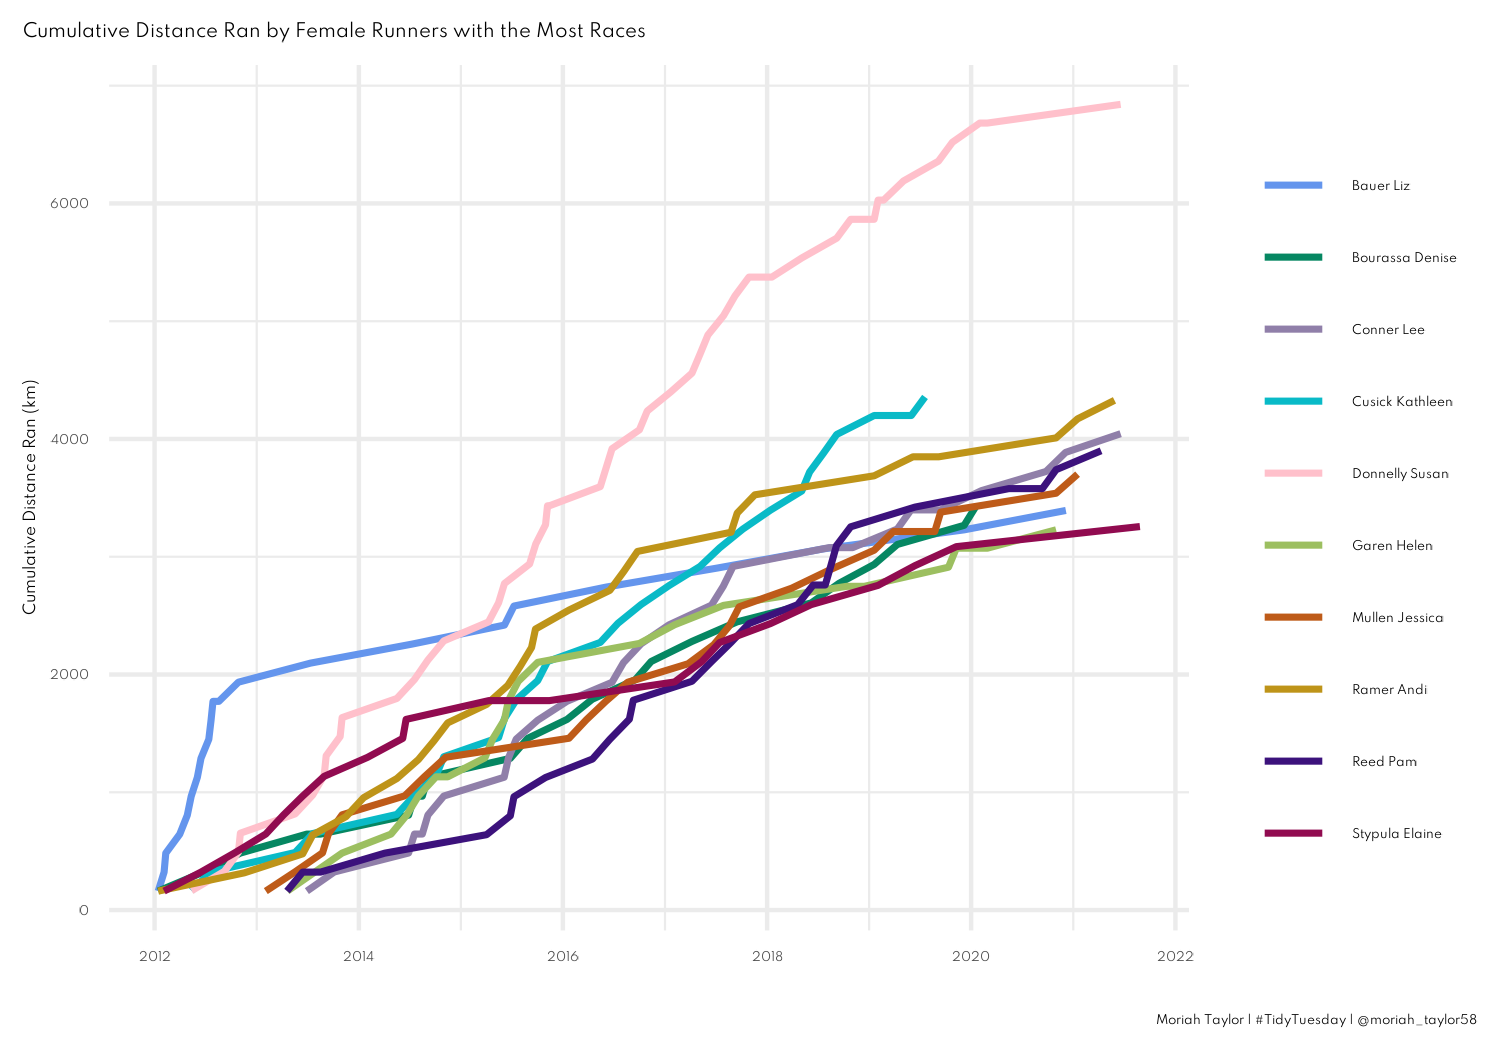 Cumulative Distance Ran by Female Runners with the Most Races
Cumulative Distance Ran (km)
6000
4000
2000
0
2012 2014 2016 2018 2020 2022
Bauer Liz
Bourassa Denise
Conner Lee
Cusick Kathleen
Donnelly Susan
Garen Helen
Mullen Jessica
Ramer Andi
Reed Pam
Stypula Elaine
Moriah Taylor | #TidyTuesday | @moriah_taylor58